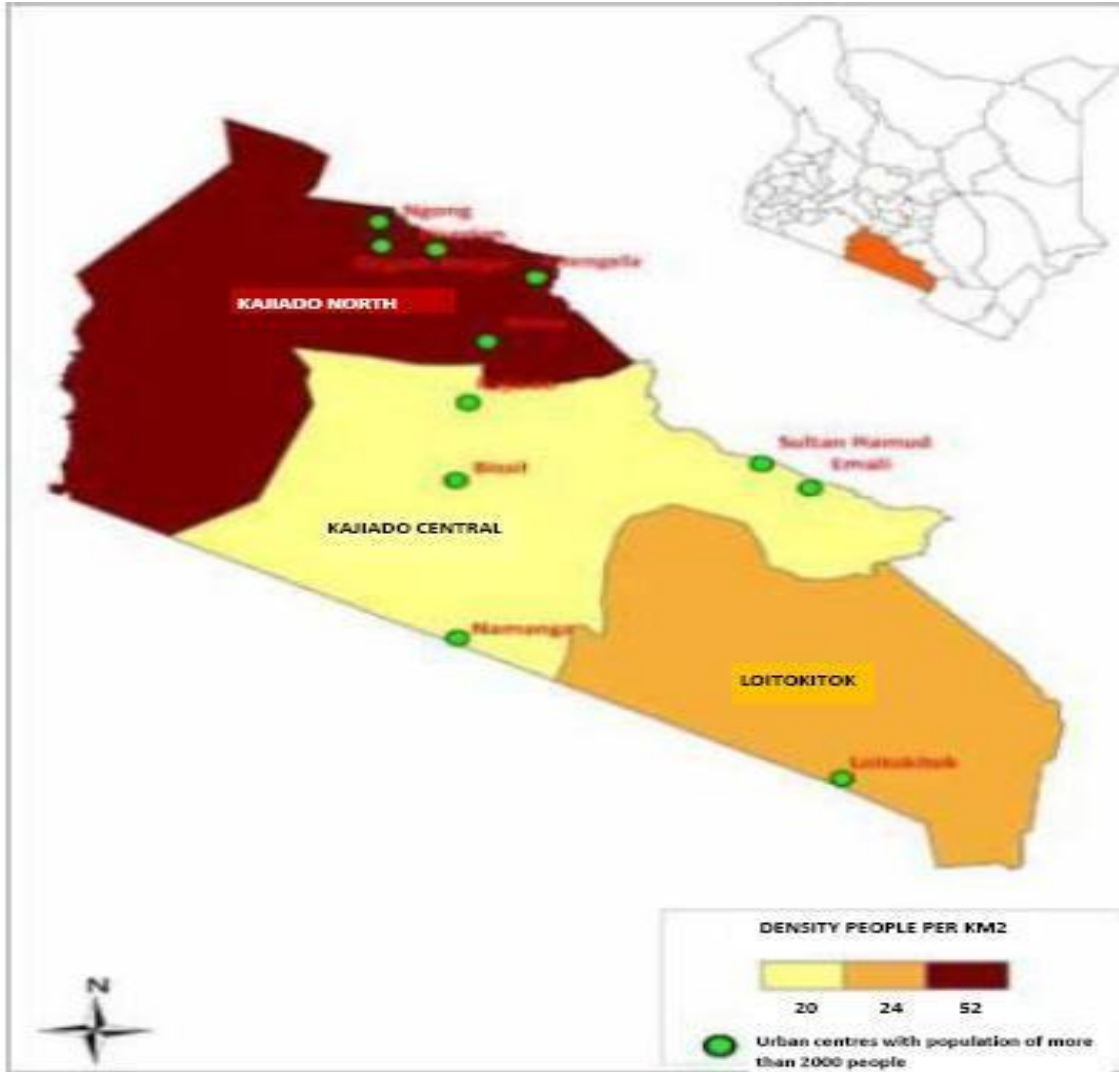 Ngong
KAJIADO NORTH
Sultan Hamud
Emali
Bissil
KAJIADO CENTRAL
Namanga
LOITOKITOK
Loitokitok
DENSITY PEOPLE PER KM2
20 24 52
Urban centres with population of more
than 2000 people
N